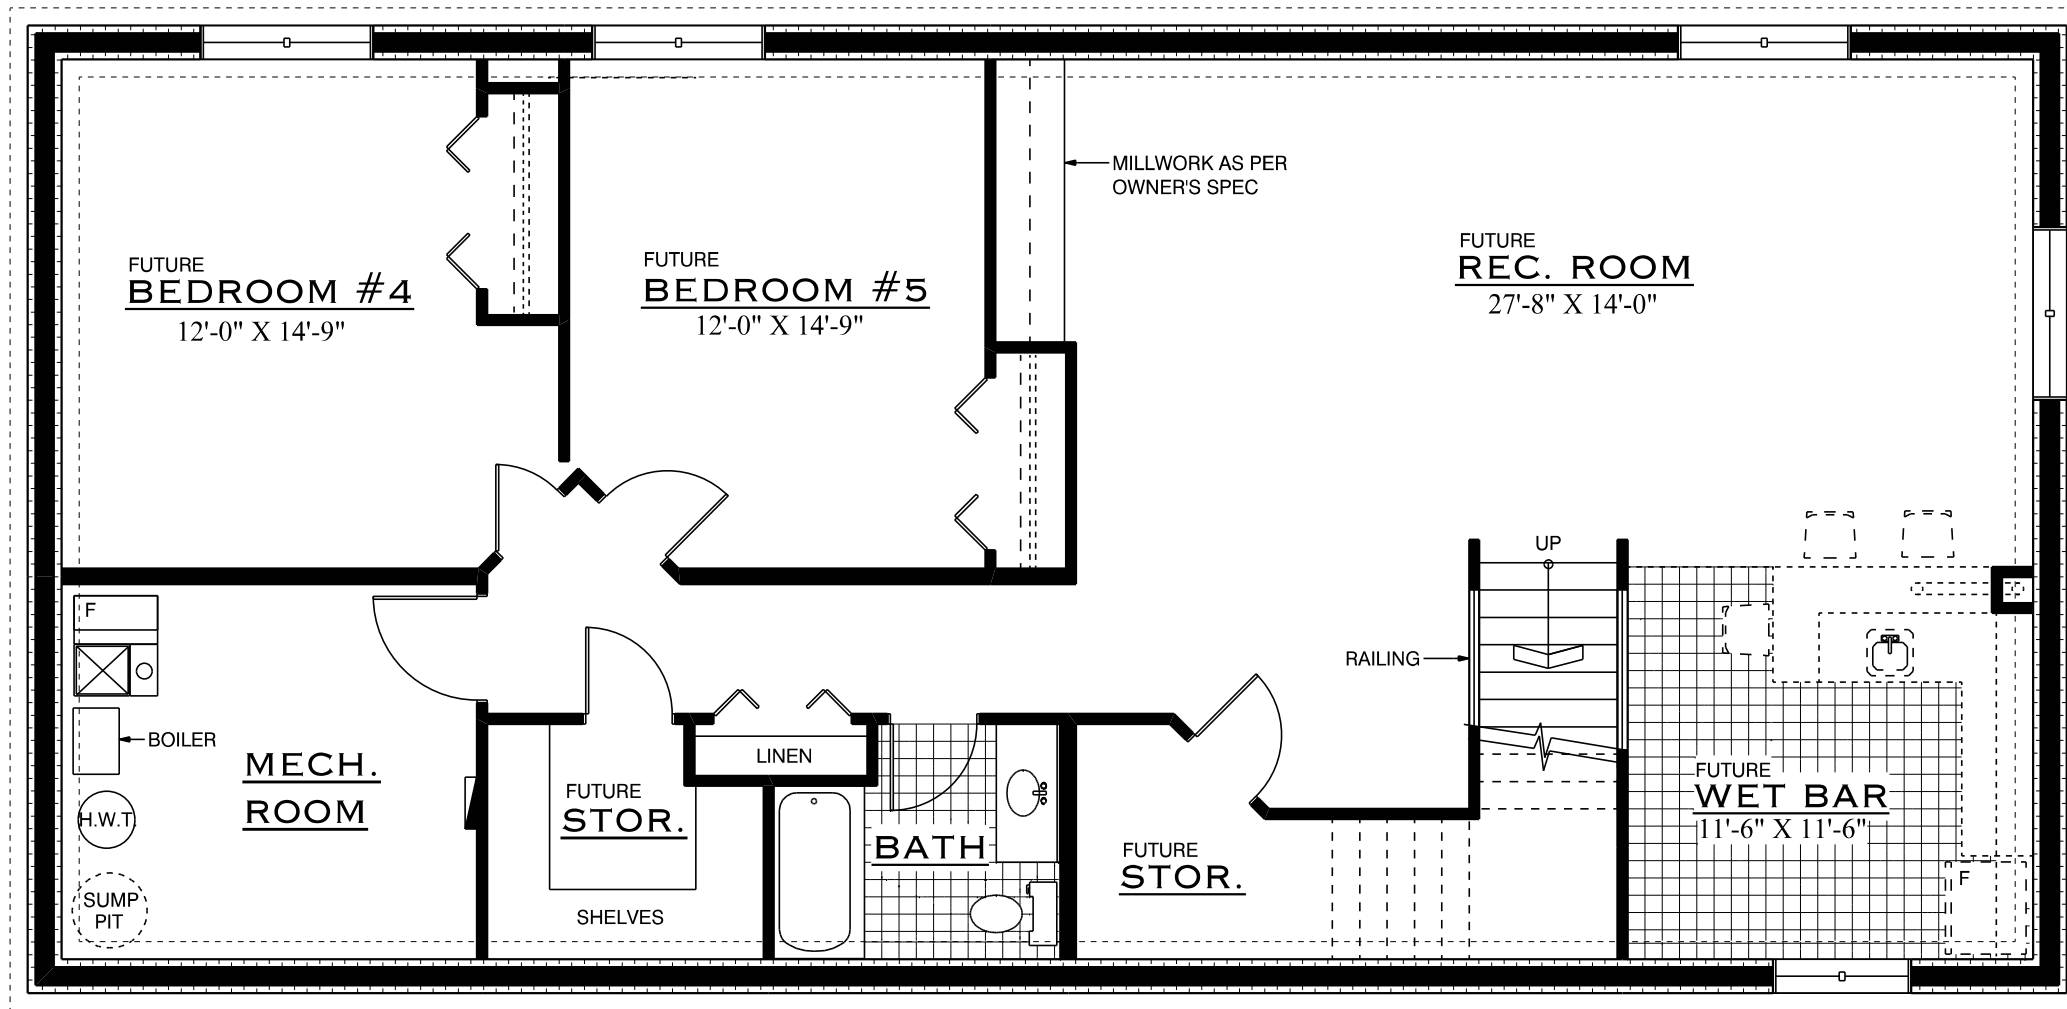 MILLWORK AS PER
OWNER'S SPEC
FUTURE
BEDROOM #4
12'-0" X 14'-9"
FUTURE
BEDROOM #5
12'-0" X 14'-9"
FUTURE
REC. ROOM
27'-8" X 14'-0"
UP
RAILING
F
BOILER
MECH.
ROOM
H.W.T.
SUMP
PIT
FUTURE
STOR.
SHELVES
LINEN
BATH
FUTURE
STOR.
FUTURE
WET BAR
11'-6" X 11'-6"
F